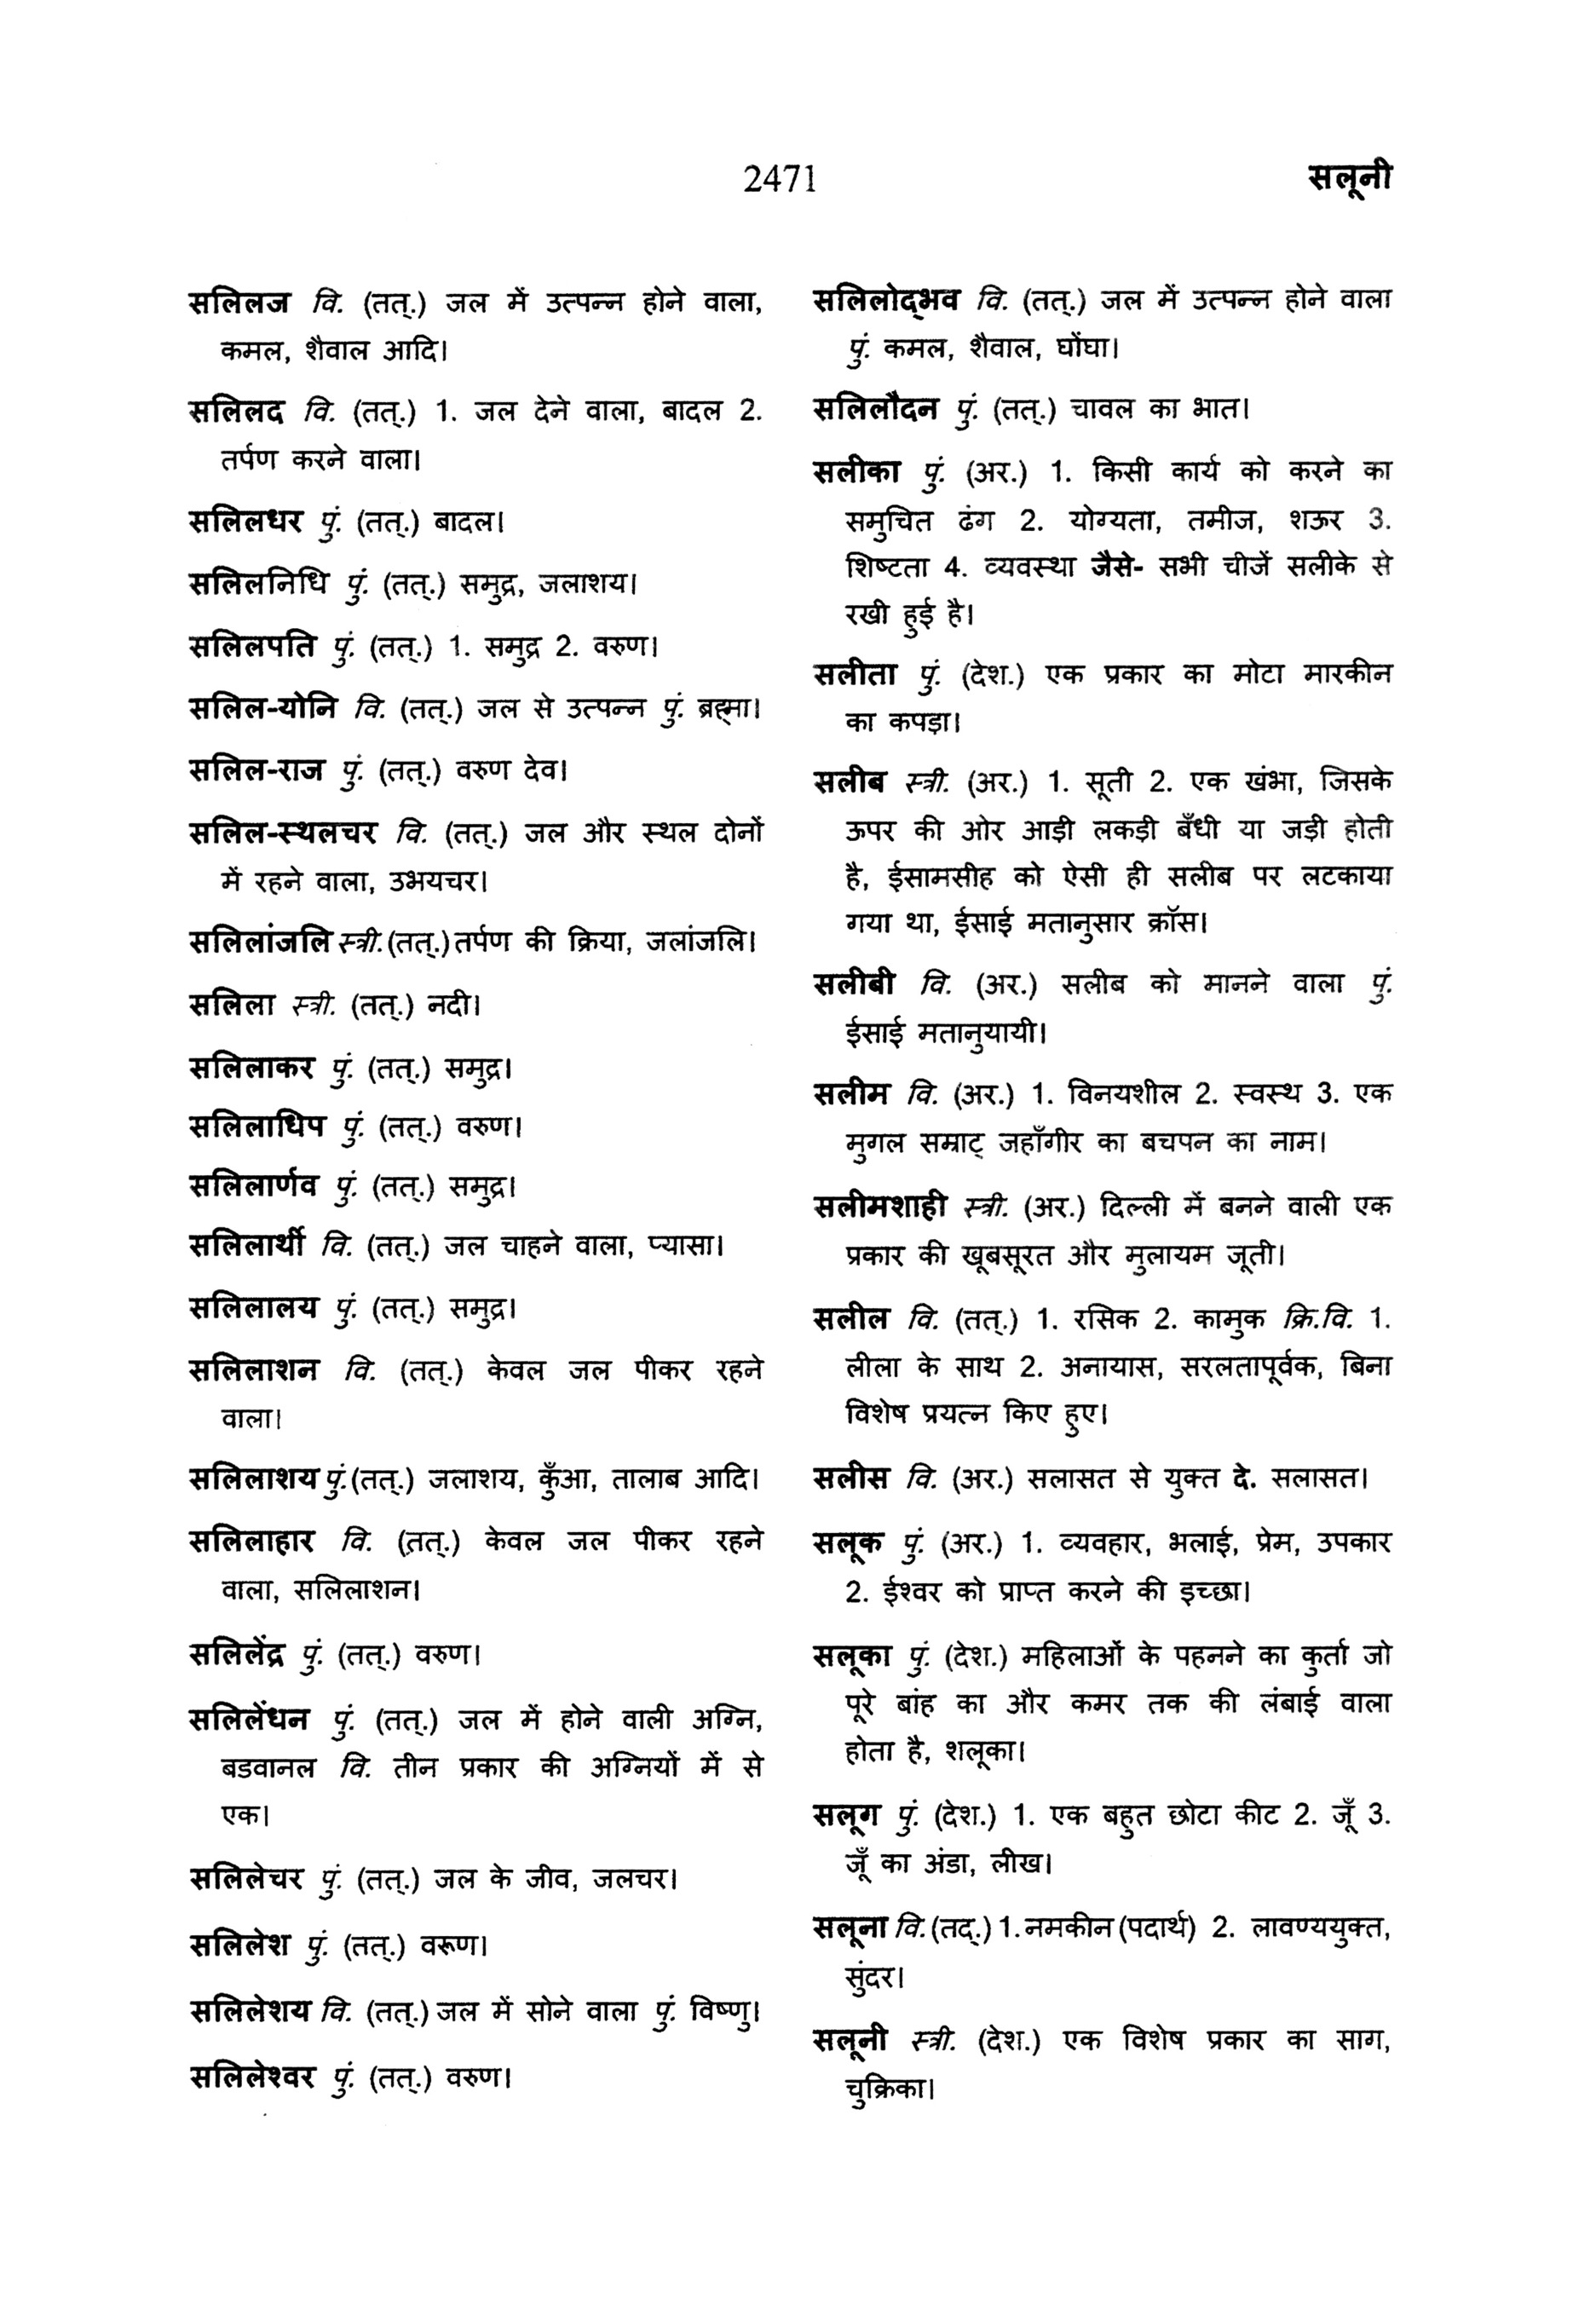 2471
सलूनी
सलिलज वि. (तत्.) जल में उत्पन्न होने वाला,
कमल, शैवाल आदि।
सलिलद वि. (तत्.) 1. जल देने वाला, बादल 2.
तर्पण करने वाला।
सलिलधर पुं. (तत्.) बादल।
सलिलनिधि पुं. (तत्.) समुद्र, जलाशय।
सलिलपति पुं. (तत्.) 1. समुद्र 2. वरुण।
सलिल-योनि वि. (तत्.) जल से उत्पन्न पुं. ब्रह्मा।
सलिल-राज पुं. (तत्.) वरुण देव।
सलिल-स्थलचर वि. (तत्.) जल और स्थल दोनों
में रहने वाला, उभयचर।
सलिलांजलि स्त्री. (तत्.) तर्पण की क्रिया, जलांजलि।
सलिला स्त्री. (तत्.) नदी।
सलिलाकर पुं. (तत्.) समुद्र।
सलिलाधिप पुं. (तत्.) वरुण।
सलिलार्णव पुं. (तत्.) समुद्र।
सलिलार्थी वि. (तत्.) जल चाहने वाला, प्यासा।
सलिलालय पुं. (तत्.) समुद्र।
सलिलाशन वि. (तत्.) केवल जल पीकर रहने
वाला।
सलिलाशय पुं. (तत्.) जलाशय, कुँआ, तालाब आदि।
सलिलाहार वि. (तत्.) केवल जल पीकर रहने
वाला, सलिलाशन।
सलिलेंद्र पुं. (तत्.) वरुण।
सलिलेंधन पुं. (तत्.) जल में होने वाली अग्नि,
बडवानल वि. तीन प्रकार की अग्नियों में से
एक।
सलिलेचर पुं. (तत्.) जल के जीव, जलचर।
सलिलेश पुं. (तत्.) वरूण।
सलिलेशय वि. (तत्.) जल में सोने वाला पुं. विष्णु।
सलिलेश्वर पुं. (तत्.) वरुण।
सलिलोद्भव वि. (तत्.) जल में उत्पन्न होने वाला
पुं. कमल, शैवाल, घोंघा।
सलिलौदन पुं. (तत्.) चावल का भात।
सलीका पुं. (अर.) 1. किसी कार्य को करने का
समुचित ढंग 2. योग्यता, तमीज, शऊर 3.
शिष्टता 4. व्यवस्था जैसे- सभी चीजें सलीके से
रखी हुई है।
सलीता पुं. (देश.) एक प्रकार का मोटा मारकीन
का कपड़ा।
सलीब स्त्री. (अर.) 1. सूती 2. एक खंभा, जिसके
ऊपर की ओर आड़ी लकड़ी बँधी या जड़ी होती
है, ईसामसीह को ऐसी ही सलीब पर लटकाया
गया था, ईसाई मतानुसार क्रॉस।
सलीबी वि. (अर.) सलीब को मानने वाला पुं.
ईसाई मतानुयायी।
सलीम वि. (अर.) 1. विनयशील 2. स्वस्थ 3. एक
मुगल सम्राट् जहाँगीर का बचपन का नाम।
सलीमशाही स्त्री. (अर.) दिल्ली में बनने वाली एक
प्रकार की खूबसूरत और मुलायम जूती।
सलील वि. (तत्.) 1. रसिक 2. कामुक क्रि.वि. 1.
लीला के साथ 2. अनायास, सरलतापूर्वक, बिना
विशेष प्रयत्न किए हुए।
सलीस वि. (अर.) सलासत से युक्त दे. सलासत।
सलूक पुं. (अर.) 1. व्यवहार, भलाई, प्रेम, उपकार
2. ईश्वर को प्राप्त करने की इच्छा।
सलूका पुं. (देश.) महिलाओं के पहनने का कुर्ता जो
पूरे बांह का और कमर तक की लंबाई वाला
होता है, शलूका।
सलूग पुं. (देश.) 1. एक बहुत छोटा कीट 2. जूँ 3.
जूँ का अंडा, लीख।
सलूना वि. (तद्.) 1. नमकीन (पदार्थ) 2. लावण्ययुक्त,
सुंदर।
सलूनी स्त्री. (देश.) एक विशेष प्रकार का साग,
चुक्रिका।